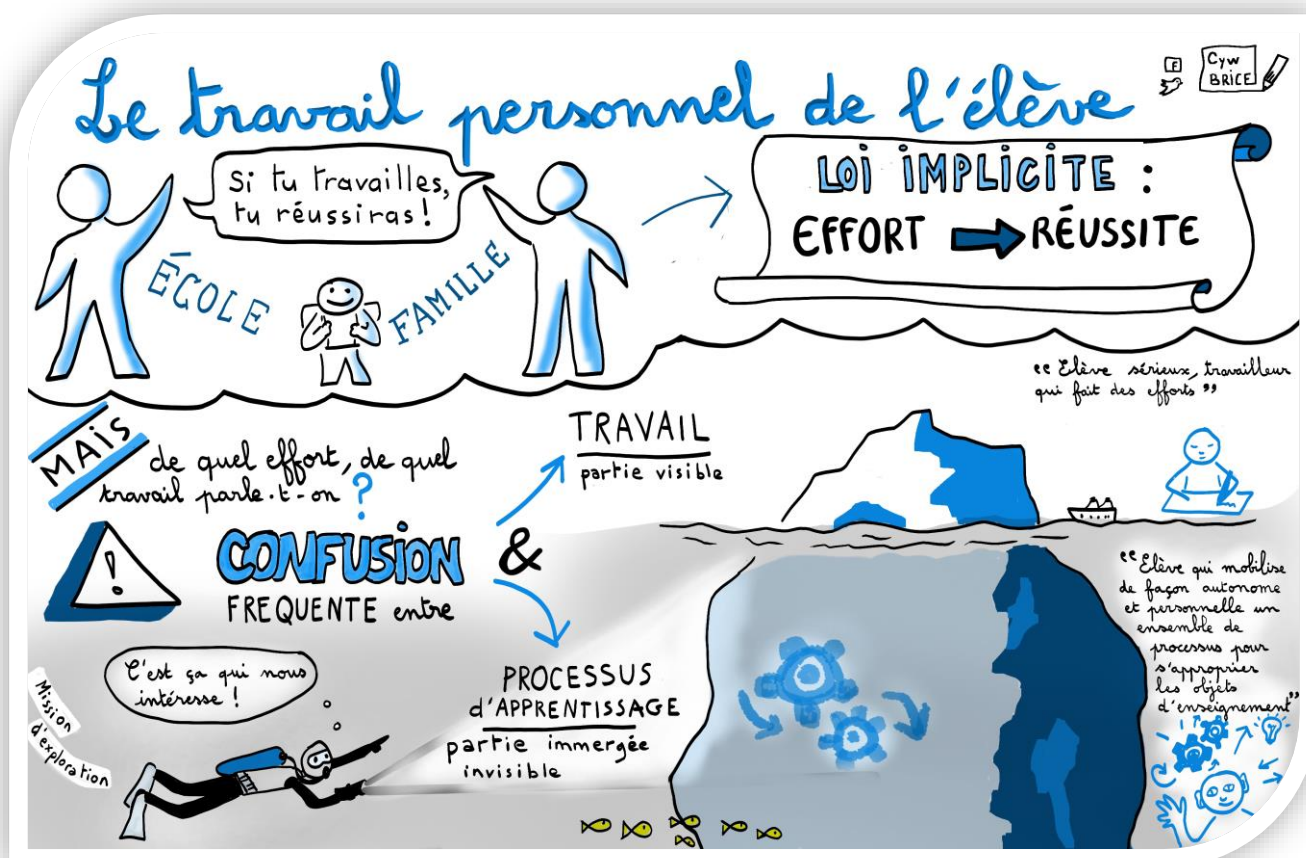 Le travail personnel de l'élève
F
Cyw
BRICE
Si tu travailles,
tu réussiras !
ÉCOLE
FAMILLE
LOI IMPLICITE :
EFFORT ➡ RÉUSSITE
MAIS
de quel effort, de quel
travail parle-t-on ?
CONFUSION
FREQUENTE entre
TRAVAIL
partie visible
&
PROCESSUS
d'APPRENTISSAGE
partie immergée
invisible
“ Elève sérieux, travailleur
qui fait des efforts ”
“ Elève qui mobilise
de façon autonome
et personnelle un
ensemble de
processus pour
s'approprier
les objets
d'enseignement ”
C'est ça qui nous
intéresse !
Mission
d'exploration